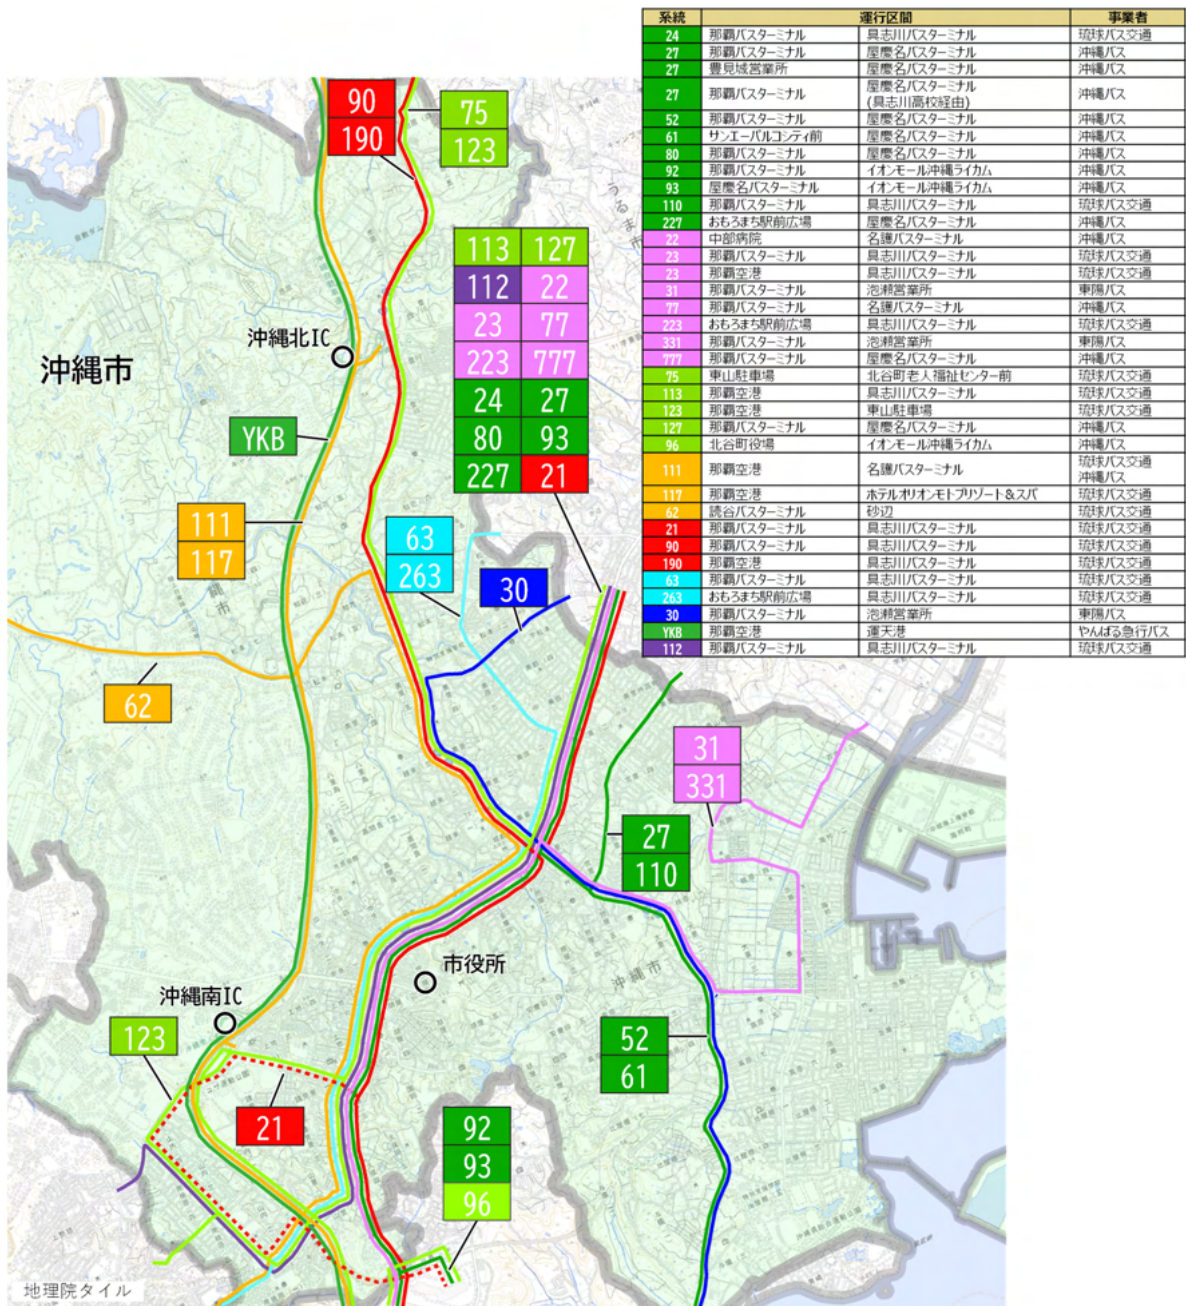 系統 運行区間 事業者
24 那覇バスターミナル 具志川バスターミナル 琉球バス交通
27 那覇バスターミナル 屋慶名バスターミナル 沖縄バス
27 豊見城営業所 屋慶名バスターミナル 沖縄バス
27 那覇バスターミナル 屋慶名バスターミナル
(具志川高校経由) 沖縄バス
52 那覇バスターミナル 屋慶名バスターミナル 沖縄バス
61 サンエーパルコシティ前 屋慶名バスターミナル 沖縄バス
80 那覇バスターミナル 屋慶名バスターミナル 沖縄バス
92 那覇バスターミナル イオンモール沖縄ライカム 沖縄バス
93 屋慶名バスターミナル イオンモール沖縄ライカム 沖縄バス
110 那覇バスターミナル 具志川バスターミナル 琉球バス交通
227 おもろまち駅前広場 屋慶名バスターミナル 沖縄バス
22 中部病院 名護バスターミナル 沖縄バス
23 那覇バスターミナル 具志川バスターミナル 琉球バス交通
23 那覇空港 具志川バスターミナル 琉球バス交通
31 那覇バスターミナル 泡瀬営業所 東陽バス
77 那覇バスターミナル 名護バスターミナル 沖縄バス
223 おもろまち駅前広場 具志川バスターミナル 琉球バス交通
331 那覇バスターミナル 泡瀬営業所 東陽バス
777 那覇バスターミナル 屋慶名バスターミナル 沖縄バス
75 東山駐車場 北谷町老人福祉センター前 琉球バス交通
113 那覇空港 具志川バスターミナル 琉球バス交通
123 那覇空港 東山駐車場 琉球バス交通
127 那覇バスターミナル 屋慶名バスターミナル 沖縄バス
96 北谷町役場 イオンモール沖縄ライカム 沖縄バス
111 那覇空港 名護バスターミナル 琉球バス交通
沖縄バス
117 那覇空港 ホテルオリオンモトブリゾート&スパ 琉球バス交通
62 読谷バスターミナル 砂辺 琉球バス交通
21 那覇バスターミナル 具志川バスターミナル 琉球バス交通
90 那覇バスターミナル 具志川バスターミナル 琉球バス交通
190 那覇空港 具志川バスターミナル 琉球バス交通
63 那覇バスターミナル 具志川バスターミナル 琉球バス交通
263 おもろまち駅前広場 具志川バスターミナル 琉球バス交通
30 那覇バスターミナル 泡瀬営業所 東陽バス
YKB 那覇空港 運天港 やんばる急行バス
112 那覇バスターミナル 具志川バスターミナル 琉球バス交通
90
190
75
123
113 127
112 22
23 77
223 777
24 27
80 93
227 21
沖縄北IC
沖縄市
YKB
111
117
63
263
30
62
31
331
27
110
市役所
沖縄市
沖縄南IC
123
52
61
21
92
93
96
地理院タイル